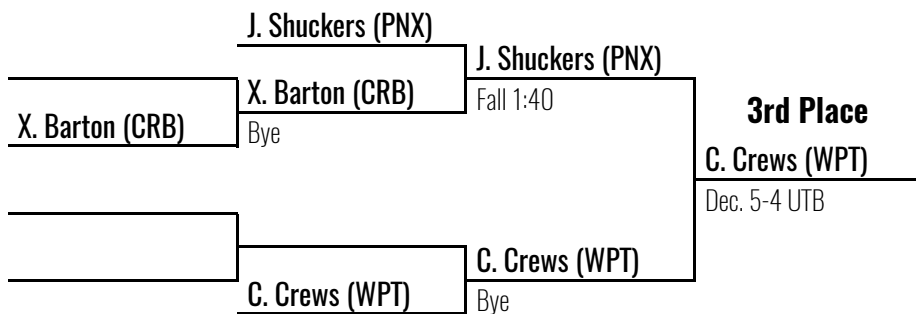 J. Shuckers (PNX)
J. Shuckers (PNX)
X. Barton (CRB)
Fall 1:40
3rd Place
X. Barton (CRB)
Bye
C. Crews (WPT)
Dec. 5-4 UTB
C. Crews (WPT)
C. Crews (WPT)
Bye